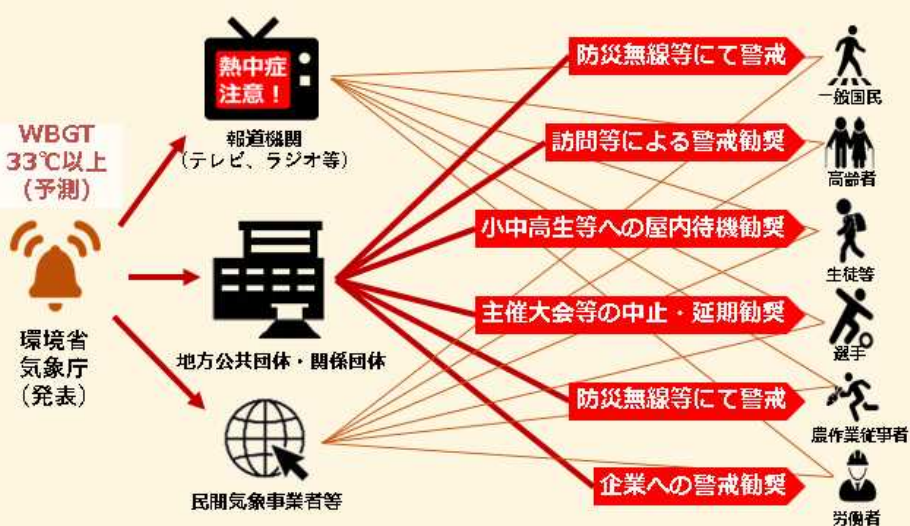 WBGT
33℃以上
(予測)
環境省
気象庁
(発表)
熱中症
注意！
報道機関
(テレビ、ラジオ等)
地方公共団体・関係団体
民間気象事業者等
防災無線等にて警戒
訪問等による警戒勧奨
小中高生等への屋内待機勧奨
主催大会等の中止・延期勧奨
防災無線等にて警戒
企業への警戒勧奨
一般国民
高齢者
生徒等
選手
農作業従事者
労働者